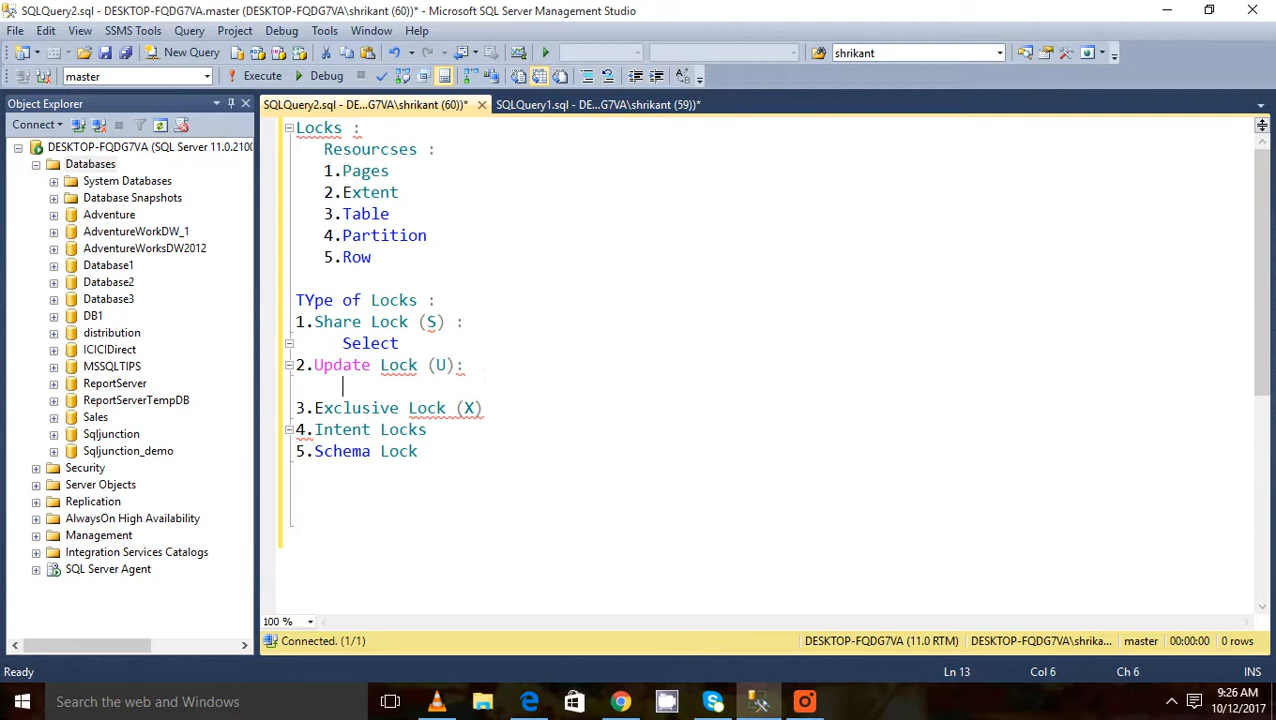 SQLQuery2.sql - DESKTOP-FQDG7VA.master (DESKTOP-FQDG7VA\shrikant (60))* - Microsoft SQL Server Management Studio
File Edit View SSMS Tools Query Project Debug Tools Window Help
New Query shrikant
master Execute Debug
Object Explorer
SQLQuery2.sql - DE...G7VA\shrikant (60))* SQLQuery1.sql - DE...G7VA\shrikant (59))*
Connect
DESKTOP-FQDG7VA (SQL Server 11.0.2100
Databases
System Databases
Database Snapshots
Adventure
AdventureWorkDW_1
AdventureWorksDW2012
Database1
Database2
Database3
DB1
distribution
ICICIDirect
MSSQLTIPS
ReportServer
ReportServerTempDB
Sales
Sqljunction
Sqljunction_demo
Security
Server Objects
Replication
AlwaysOn High Availability
Management
Integration Services Catalogs
SQL Server Agent
Locks :
Resourcses :
1.Pages
2.Extent
3.Table
4.Partition
5.Row
TYpe of Locks :
1.Share Lock (S) :
Select
2.Update Lock (U):
3.Exclusive Lock (X)
4.Intent Locks
5.Schema Lock
100 %
Connected. (1/1) DESKTOP-FQDG7VA (11.0 RTM) DESKTOP-FQDG7VA\shrika... master 00:00:00 0 rows
Ready Ln 13 Col 6 Ch 6 INS
Search the web and Windows
9:26 AM
10/12/2017